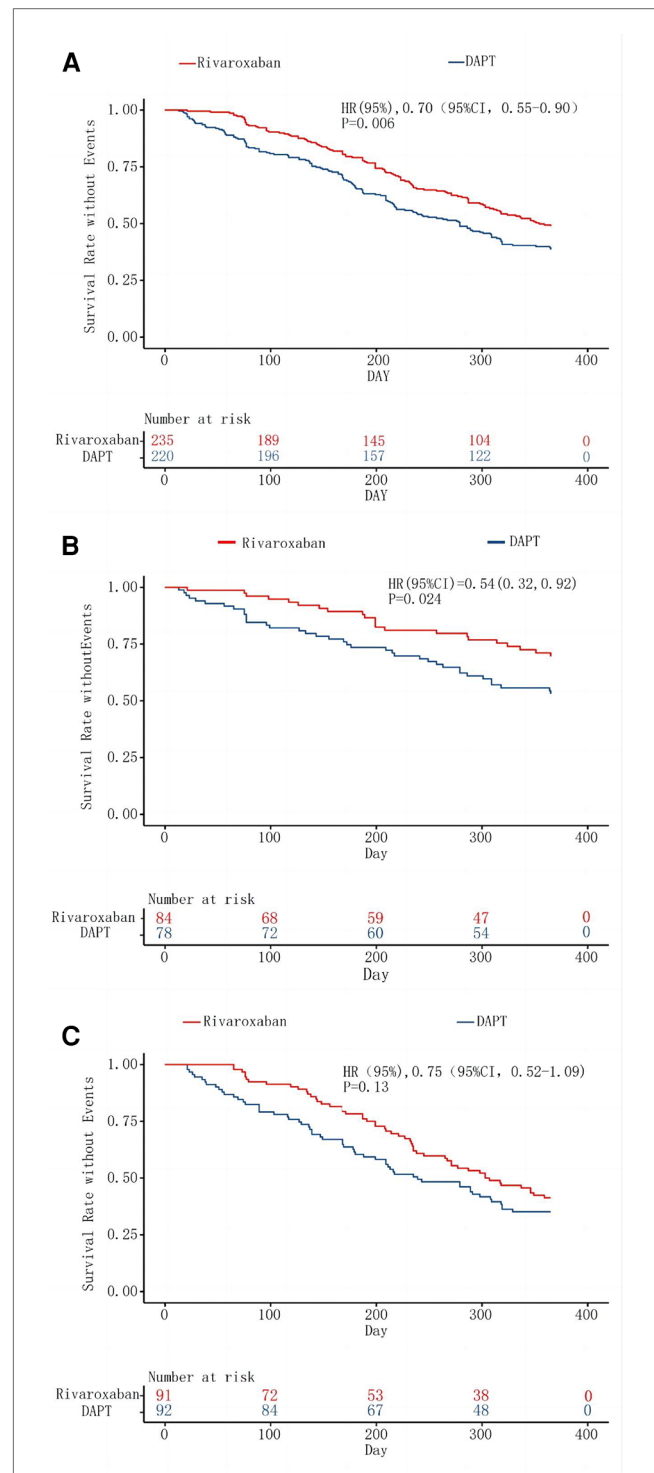 A
Rivaroxaban DAPT
HR(95%),0.70 (95%CI, 0.55-0.90)
P=0.006
Survival Rate without Events
1.00
0.75
0.50
0.25
0.00
0 100 200 300 400
DAY
Number at risk
Rivaroxaban 235 189 145 104 0
DAPT 220 196 157 122 0
0 100 200 300 400
DAY
B
Rivaroxaban DAPT
HR(95%CI)=0.54(0.32,0.92)
P=0.024
Survival Rate withoutEvents
1.00
0.75
0.50
0.25
0.00
0 100 200 300 400
Day
Number at risk
Rivaroxaban 84 68 59 47 0
DAPT 78 72 60 54 0
0 100 200 300 400
Day
C
Rivaroxaban DAPT
HR (95%),0.75 (95%CI, 0.52-1.09)
P=0.13
Survival Rate without Events
1.00
0.75
0.50
0.25
0.00
0 100 200 300 400
Day
Number at risk
Rivaroxaban 91 72 53 38 0
DAPT 92 84 67 48 0
0 100 200 300 400
Day